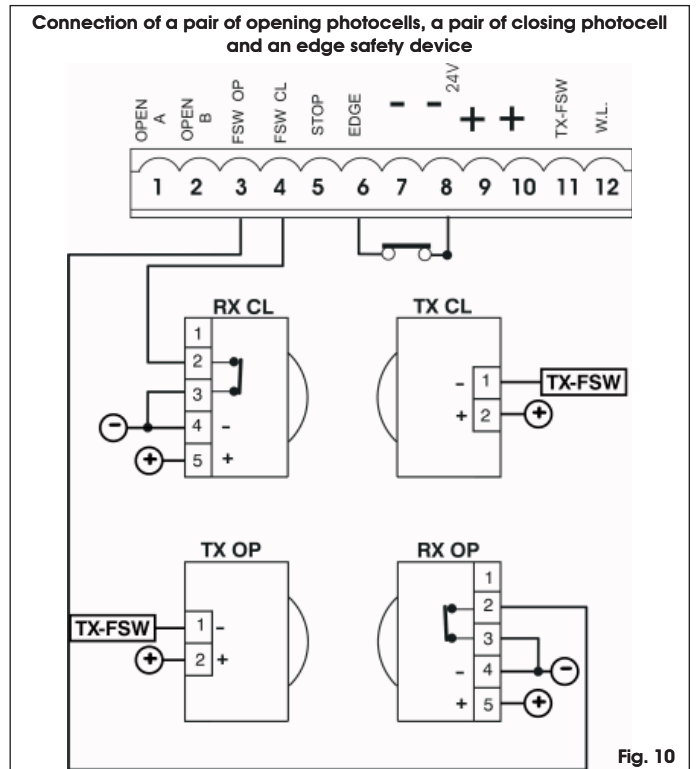 Connection of a pair of opening photocells, a pair of closing photocell
and an edge safety device
OPEN A
OPEN B
FSW OP
FSW CL
STOP
EDGE
-
-
24V
+
+
TX-FSW
W.L.
1 2 3 4 5 6 7 8 9 10 11 12
RX CL
1
2
3
- 4 -
+ 5 +
TX CL
- 1 TX-FSW
+ 2 +
TX OP
TX-FSW 1 -
+ 2 +
RX OP
1
2
3
- 4 -
+ 5 +
Fig. 10